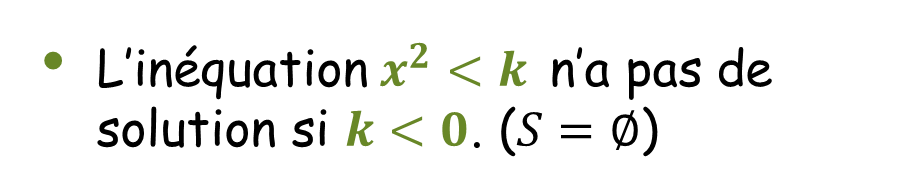 • L'inéquation x² < k n'a pas de
solution si k < 0. (S = ∅)